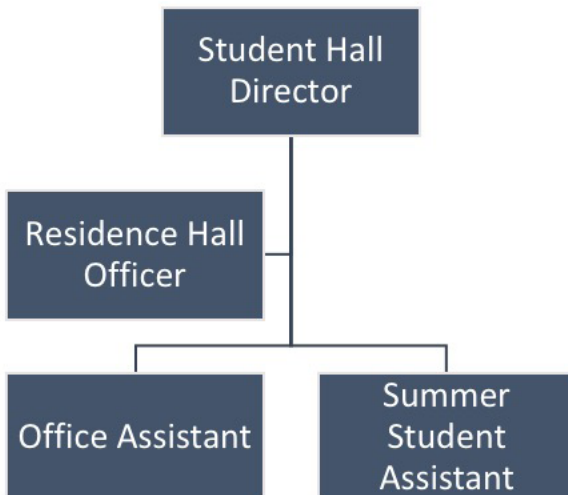 Student Hall
Director
Residence Hall
Officer
Office Assistant
Summer
Student
Assistant